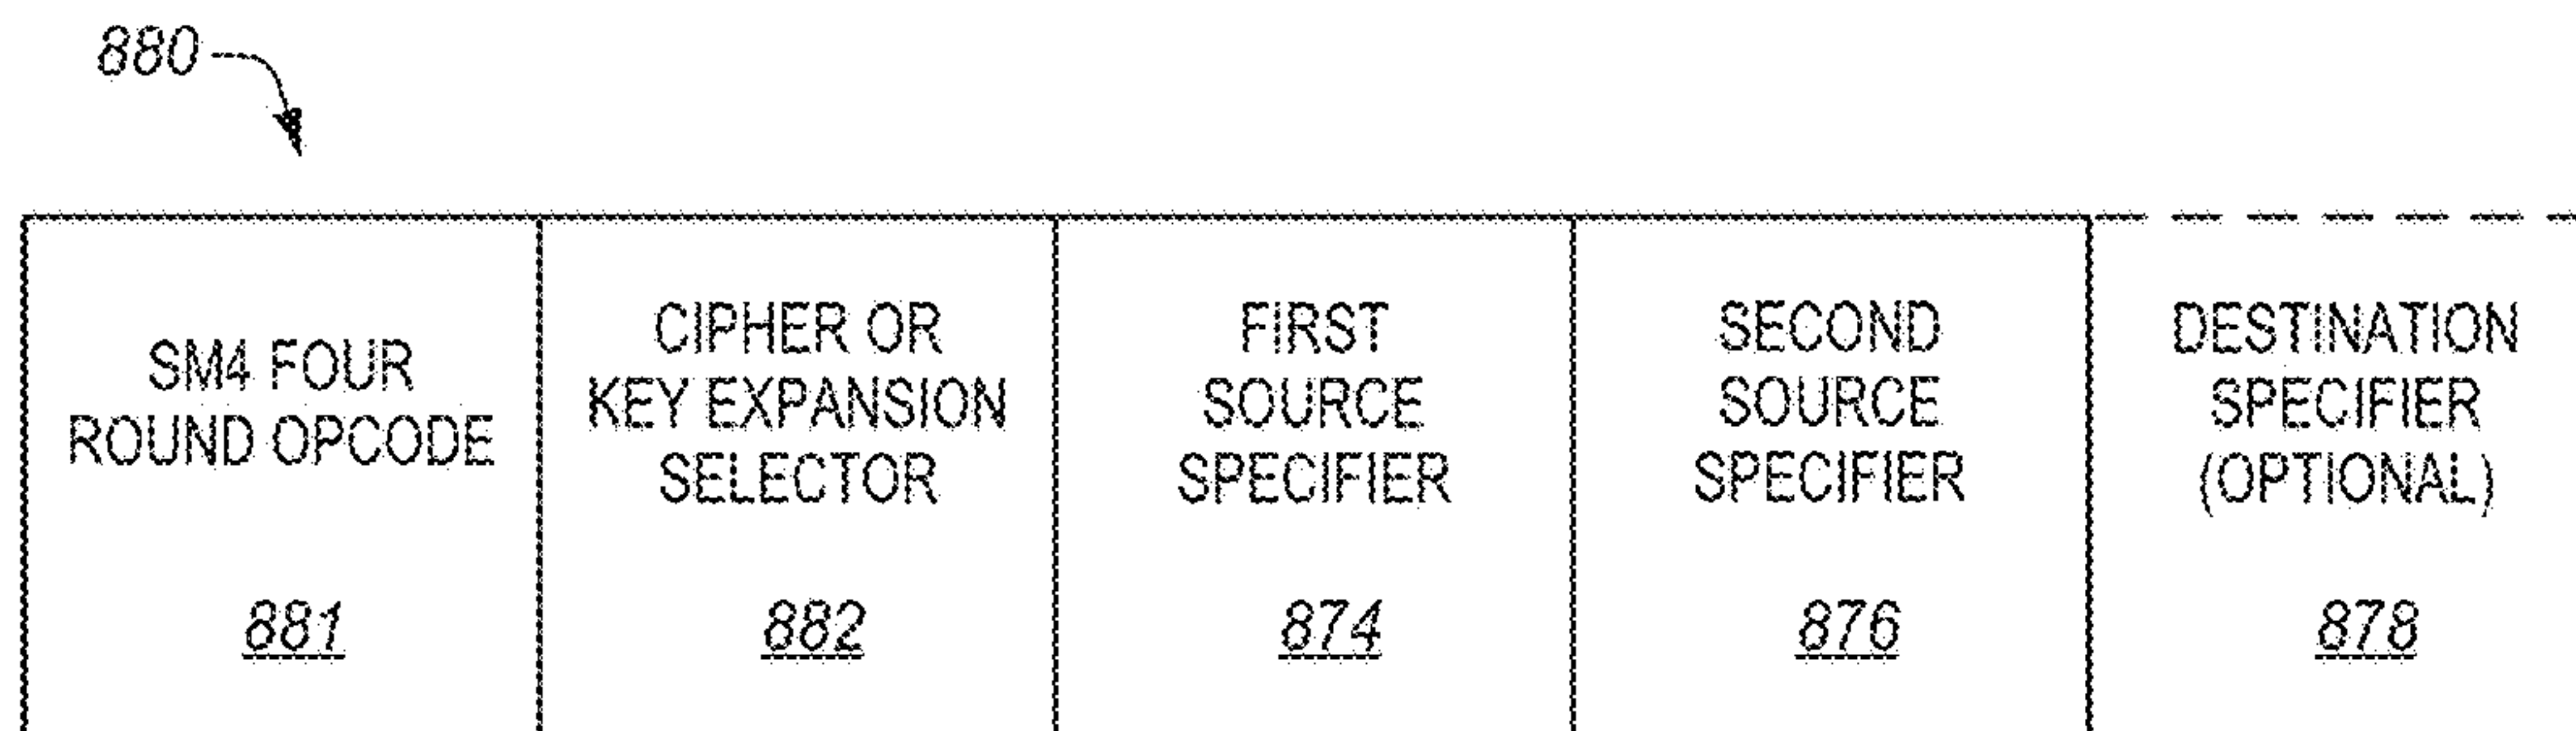 880
SM4 FOUR
ROUND OPCODE
881
CIPHER OR
KEY EXPANSION
SELECTOR
882
FIRST
SOURCE
SPECIFIER
874
SECOND
SOURCE
SPECIFIER
876
DESTINATION
SPECIFIER
(OPTIONAL)
878